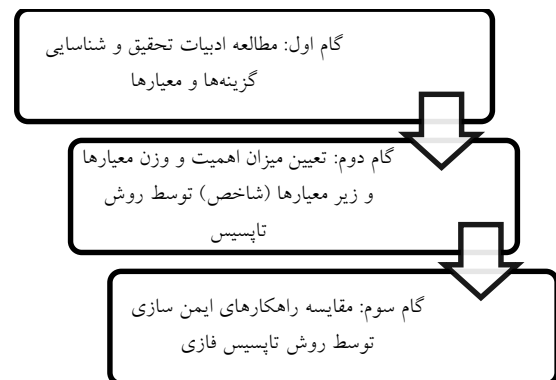 گام اول: مطالعه ادبیات تحقیق و شناسایی
گزینه‌ها و معیارها
گام دوم: تعیین میزان اهمیت و وزن معیارها
و زیر معیارها (شاخص) توسط روش
تاپسیس
گام سوم: مقایسه راهکارهای ایمن سازی
توسط روش تاپسیس فازی